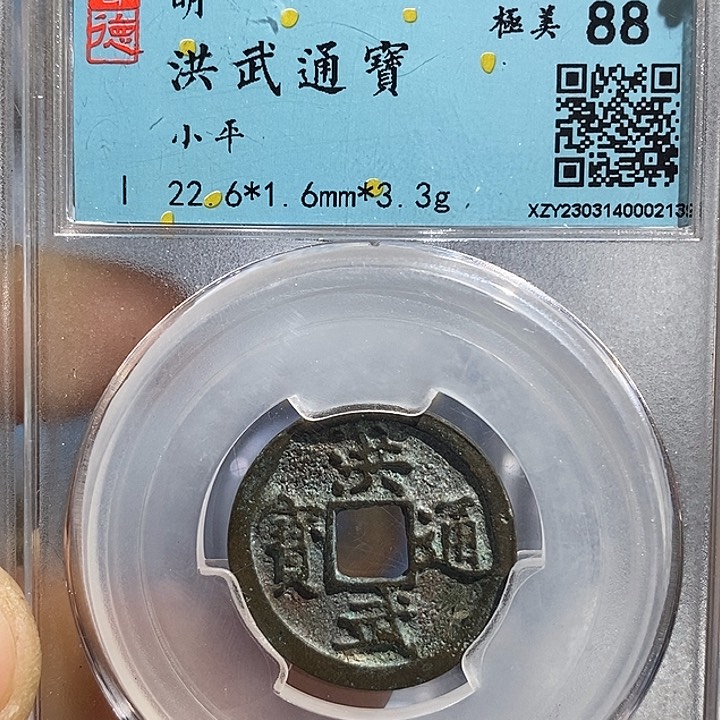 德
明
極美 88
洪武通寶
小平
22.6*1.6mm*3.3g
XZY230314000213
洪武通寶